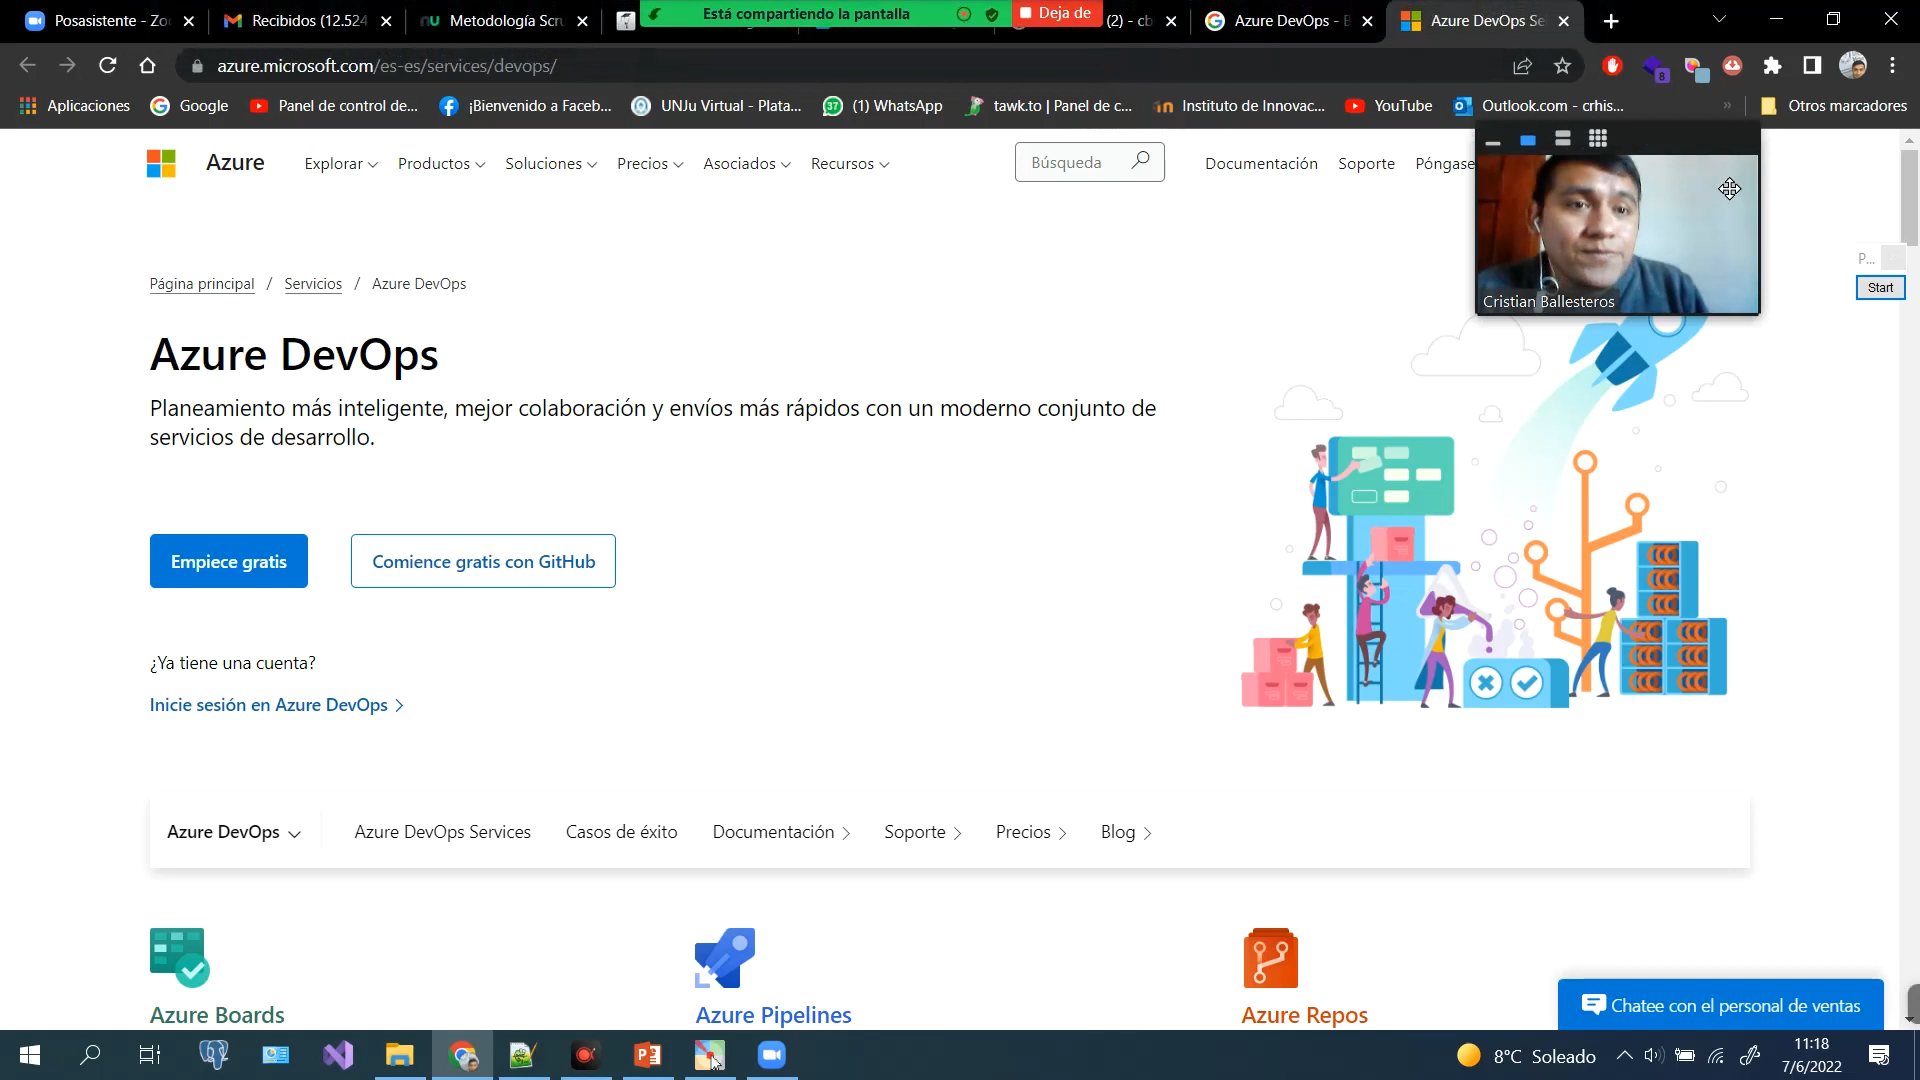 Posasistente - Zo
Recibidos (12.524
Metodología Scr
Está compartiendo la pantalla
Deja de
(2) - cb
Azure DevOps - B
Azure DevOps Se
azure.microsoft.com/es-es/services/devops/
8
Aplicaciones
Google
Panel de control de...
¡Bienvenido a Faceb...
UNJu Virtual - Plata...
37
(1) WhatsApp
tawk.to | Panel de c...
Instituto de Innovac...
YouTube
Outlook.com - crhis...
»
Otros marcadores
Azure
Explorar
Productos
Soluciones
Precios
Asociados
Recursos
Búsqueda
Documentación
Soporte
Póngase
Cristian Ballesteros
P...
Start
Página principal / Servicios / Azure DevOps
Azure DevOps
Planeamiento más inteligente, mejor colaboración y envíos más rápidos con un moderno conjunto de
servicios de desarrollo.
Empiece gratis
Comience gratis con GitHub
¿Ya tiene una cuenta?
Inicie sesión en Azure DevOps >
Azure DevOps
Azure DevOps Services
Casos de éxito
Documentación >
Soporte >
Precios >
Blog >
Azure Boards
Azure Pipelines
Azure Repos
Chatee con el personal de ventas
8°C Soleado
11:18
7/6/2022